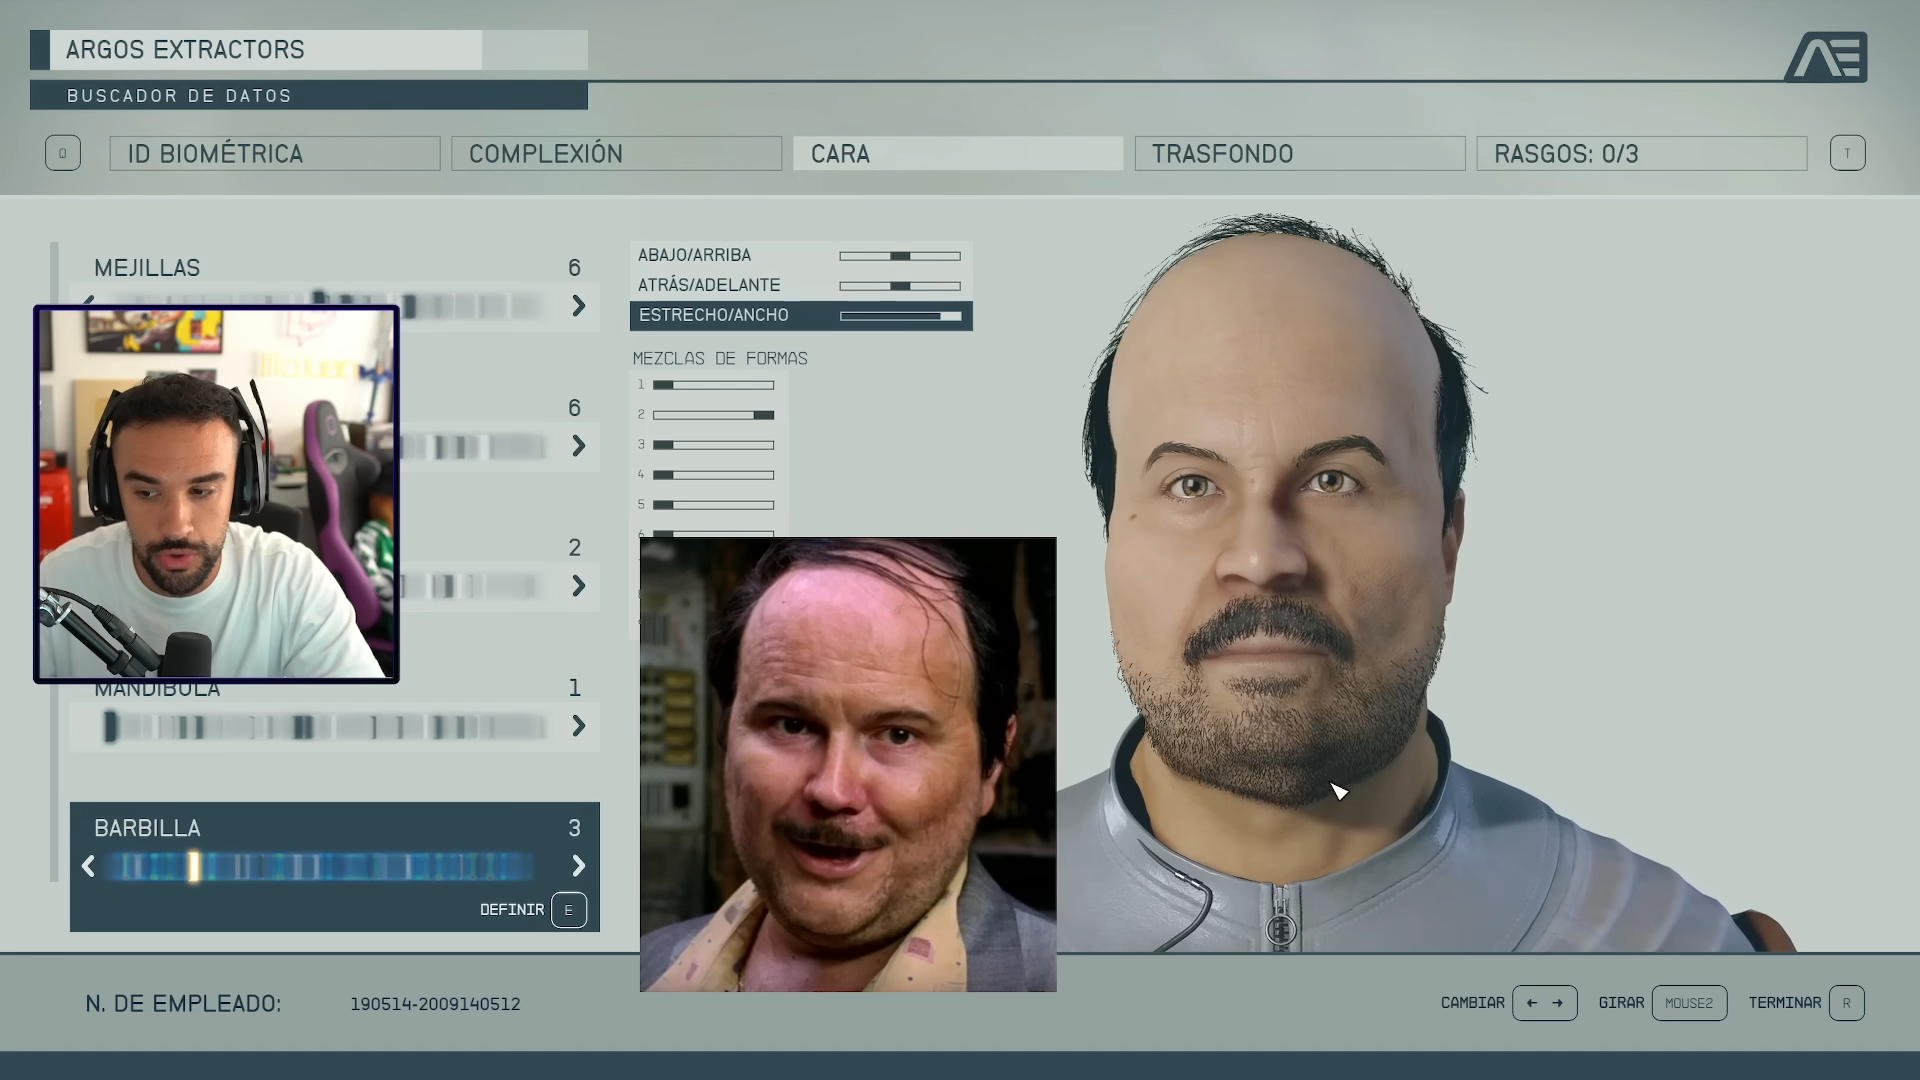 ARGOS EXTRACTORS
BUSCADOR DE DATOS
AE
Q
ID BIOMÉTRICA
COMPLEXIÓN
CARA
TRASFONDO
RASGOS: 0/3
T
MEJILLAS
6
6
2
MANDÍBULA
1
BARBILLA
3
DEFINIR
E
ABAJO/ARRIBA
ATRÁS/ADELANTE
ESTRECHO/ANCHO
MEZCLAS DE FORMAS
1
2
3
4
5
6
N. DE EMPLEADO:
190514-2009140512
CAMBIAR
GIRAR
MOUSE2
TERMINAR
R